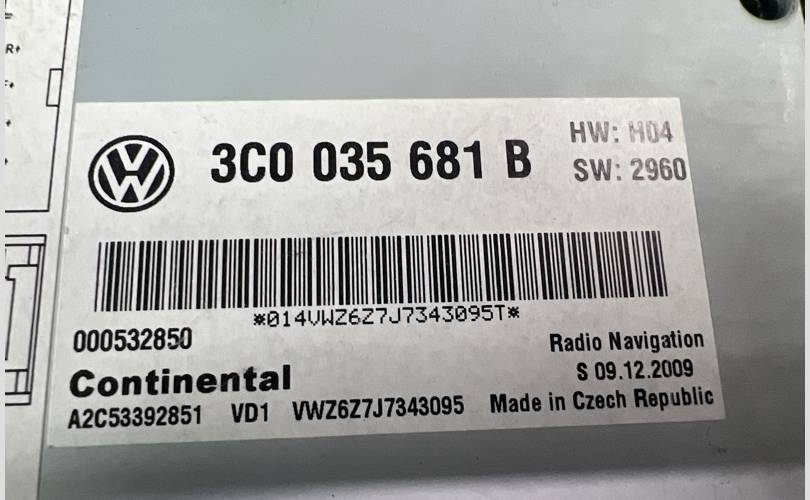 R+
3C0 035 681 B
HW: H04
SW: 2960
*014VWZ6Z7J7343095T*
000532850
Radio Navigation
Continental
S 09.12.2009
A2C53392851 VD1 VWZ6Z7J7343095 Made in Czech Republic